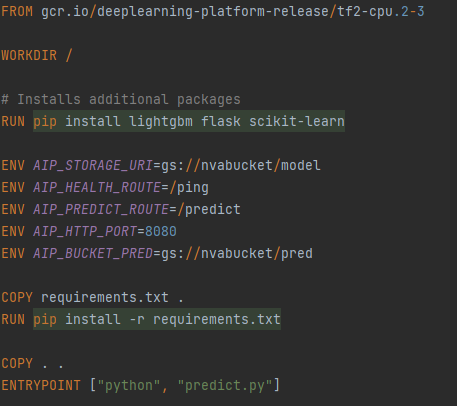 FROM gcr.io/deeplearning-platform-release/tf2-cpu.2-3
WORKDIR /
# Installs additional packages
RUN pip install lightgbm flask scikit-learn
ENV AIP_STORAGE_URI=gs://nvabucket/model
ENV AIP_HEALTH_ROUTE=/ping
ENV AIP_PREDICT_ROUTE=/predict
ENV AIP_HTTP_PORT=8080
ENV AIP_BUCKET_PRED=gs://nvabucket/pred
COPY requirements.txt .
RUN pip install -r requirements.txt
COPY . .
ENTRYPOINT ["python", "predict.py"]